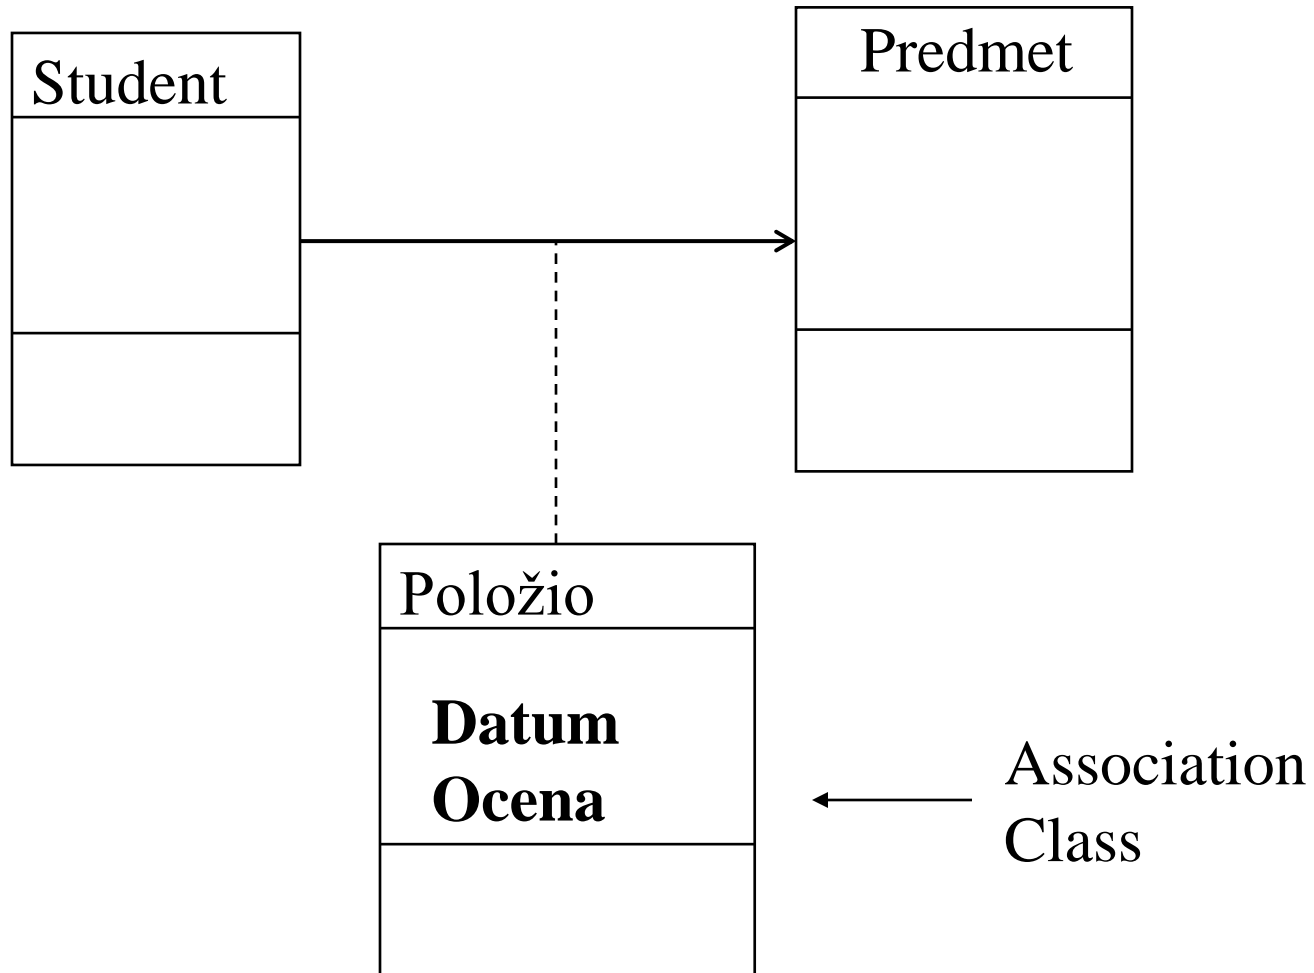 Student
Predmet
Položio
Datum
Ocena
Association
Class